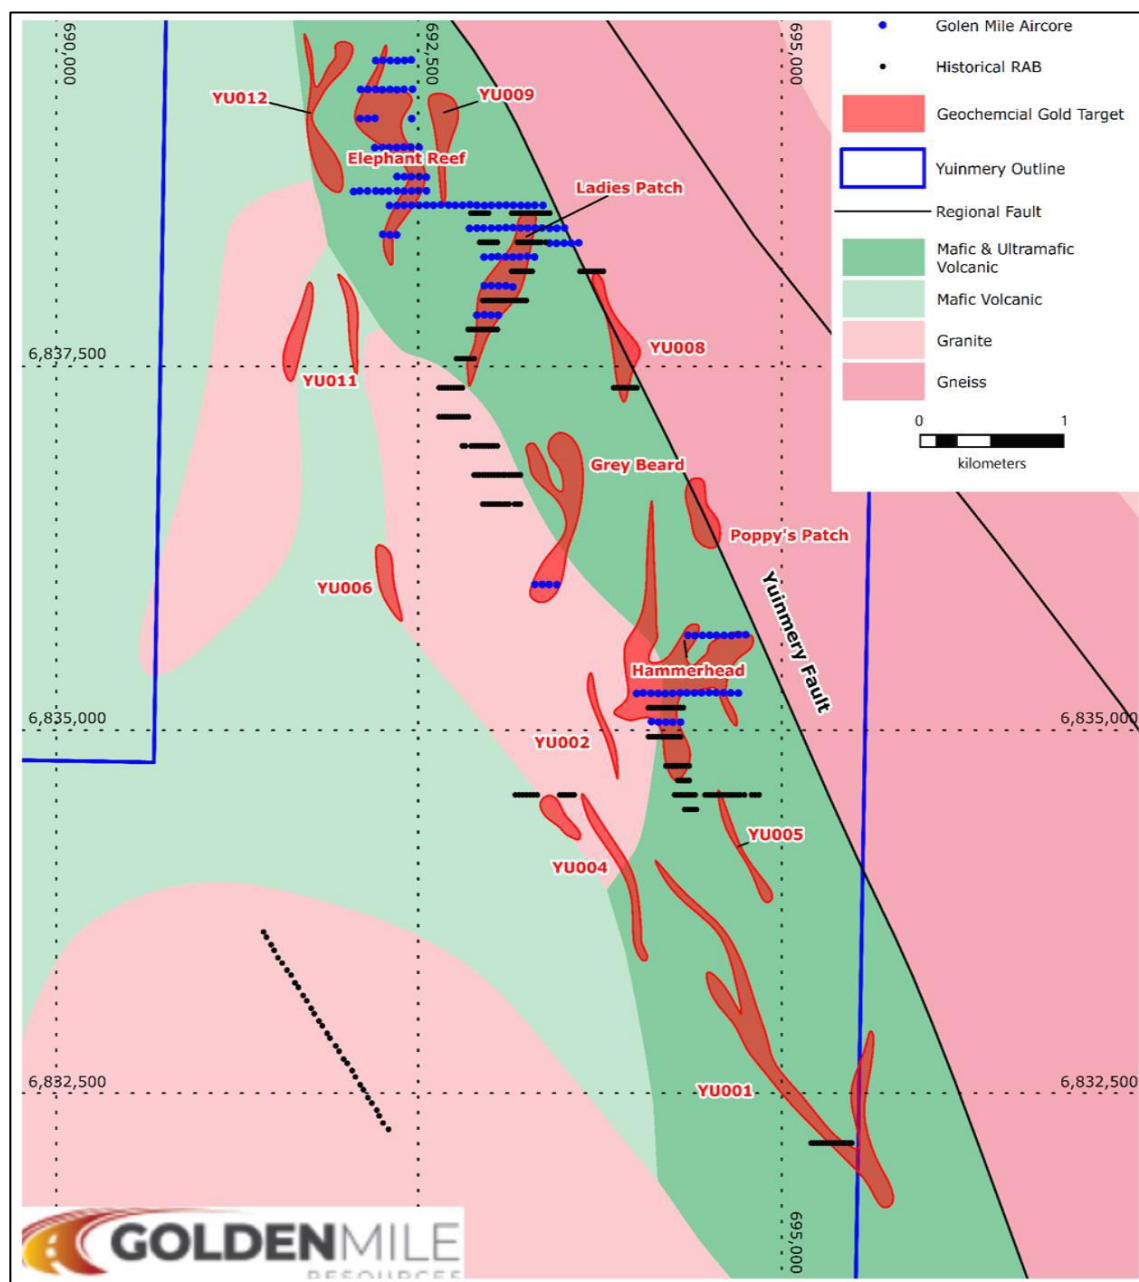 690,000
692,500
695,000
Golen Mile Aircore
Historical RAB
Geochemcial Gold Target
Yuinmery Outline
Regional Fault
Mafic & Ultramafic
Volcanic
Mafic Volcanic
Granite
Gneiss
0 1
kilometers
YU012
YU009
Elephant Reef
Ladies Patch
YU008
6,837,500
YU011
Grey Beard
Poppy's Patch
YU006
Yuinmery Fault
Hammerhead
6,835,000
6,835,000
YU002
YU005
YU004
6,832,500
6,832,500
YU001
695,000
GOLDENMILE
RESOURCES